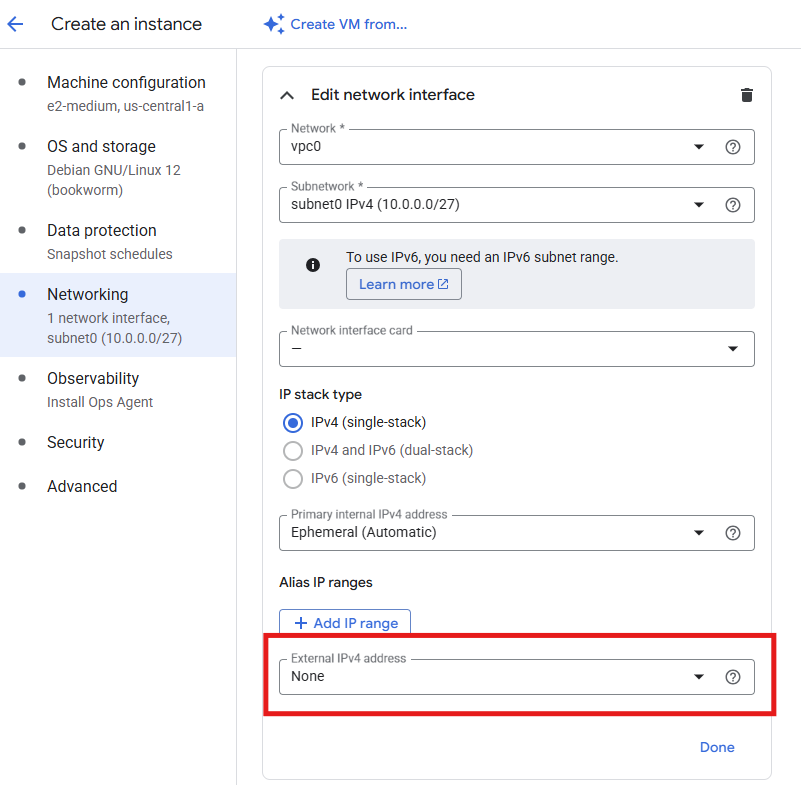 Create an instance
Create VM from...
Machine configuration
e2-medium, us-central1-a
OS and storage
Debian GNU/Linux 12
(bookworm)
Data protection
Snapshot schedules
Networking
1 network interface,
subnet0 (10.0.0.0/27)
Observability
Install Ops Agent
Security
Advanced
Edit network interface
Network *
vpc0
Subnetwork *
subnet0 IPv4 (10.0.0.0/27)
To use IPv6, you need an IPv6 subnet range.
Learn more
Network interface card
—
IP stack type
IPv4 (single-stack)
IPv4 and IPv6 (dual-stack)
IPv6 (single-stack)
Primary internal IPv4 address
Ephemeral (Automatic)
Alias IP ranges
+ Add IP range
External IPv4 address
None
Done